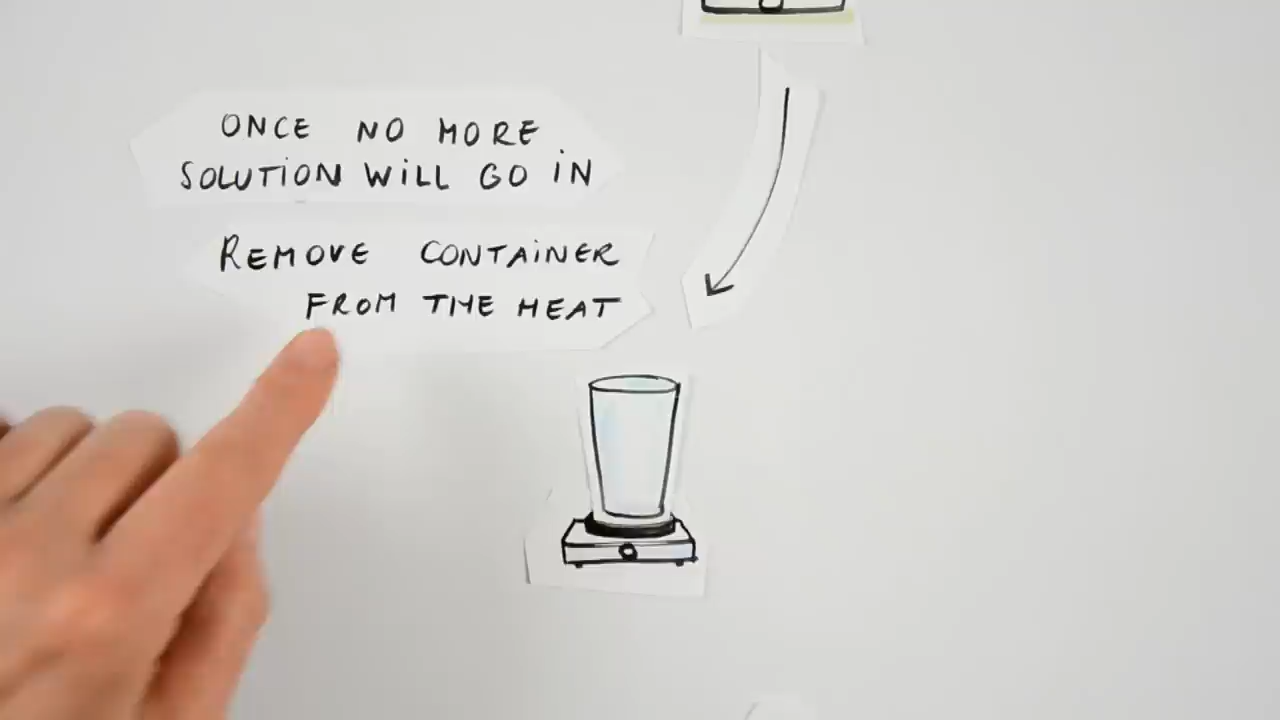 ONCE NO MORE
SOLUTION WILL GO IN
REMOVE CONTAINER
FROM THE HEAT